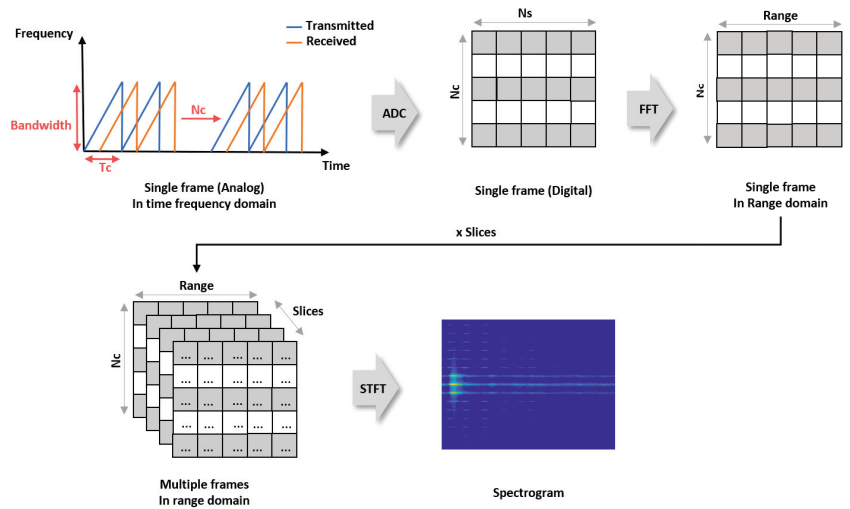 Frequency
Transmitted
Received
Nc
Bandwidth
Tc
Time
Single frame (Analog)
In time frequency domain
ADC
Ns
Nc
Single frame (Digital)
FFT
Range
Nc
Single frame
In Range domain
x Slices
Range
Slices
Nc
... ... ... ... ...
... ... ... ... ...
... ... ... ... ...
... ... ... ... ...
... ... ... ... ...
Multiple frames
In range domain
STFT
Spectrogram